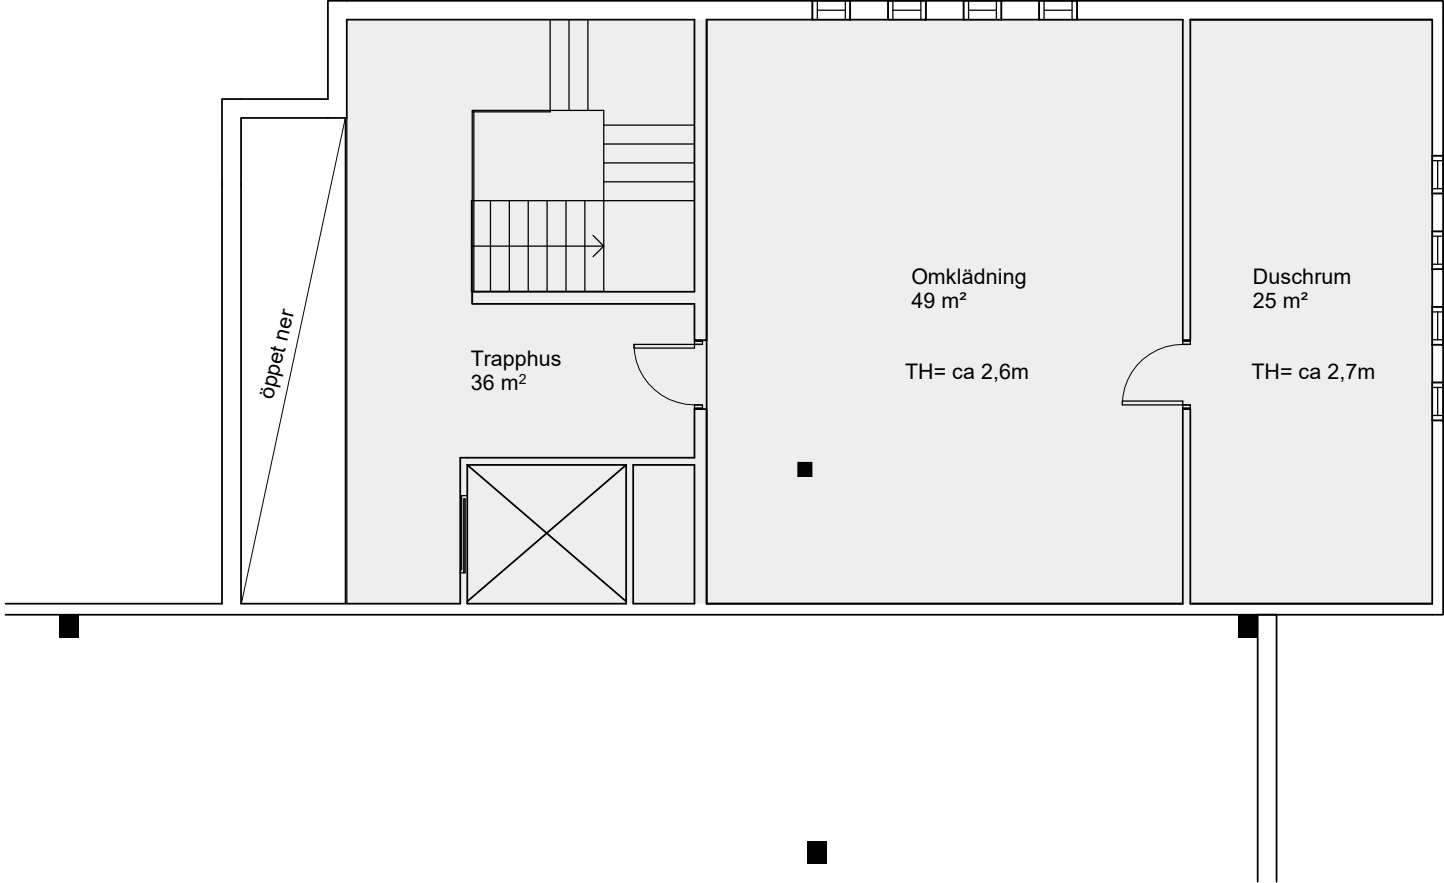 öppet ner
Trapphus
36 m²
Omklädning
49 m²
TH= ca 2,6m
Duschrum
25 m²
TH= ca 2,7m